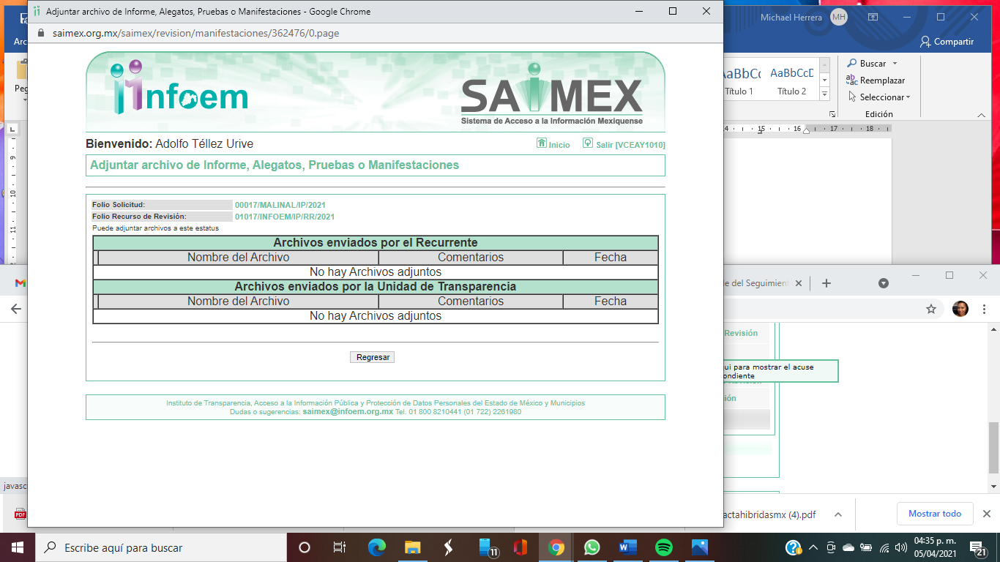 Adjuntar archivo de Informe, Alegatos, Pruebas o Manifestaciones - Google Chrome
saimex.org.mx/saimex/revision/manifestaciones/362476/0.page
Michael Herrera MH
Arc
Compartir
Peg
AaBbCc AaBbCcD
Título 1 Título 2
Buscar
Reemplazar
Seleccionar
Edición
15 16 17 18
9
10
11
infoem
SAIMEX
Sistema de Acceso a la Información Mexiquense
Bienvenido: Adolfo Téllez Urive
Inicio Salir [VCEAY1010]
Adjuntar archivo de Informe, Alegatos, Pruebas o Manifestaciones
Folio Solicitud: 00017/MALINAL/IP/2021
Folio Recurso de Revisión: 01017/INFOEM/IP/RR/2021
Puede adjuntar archivos a este estatus
Archivos enviados por el Recurrente
Nombre del Archivo Comentarios Fecha
No hay Archivos adjuntos
Archivos enviados por la Unidad de Transparencia
Nombre del Archivo Comentarios Fecha
No hay Archivos adjuntos
Regresar
Instituto de Transparencia, Acceso a la Información Pública y Protección de Datos Personales del Estado de México y Municipios
Dudas o sugerencias: saimex@infoem.org.mx Tel. 01 800 8210441 (01 722) 2261980
e del Seguimient
Revisión
ui para mostrar el acuse
ondiente
ión
javasc
PDF
actahibridasmx (4).pdf
Mostrar todo
Escribe aquí para buscar
11
04:35 p. m.
05/04/2021
21